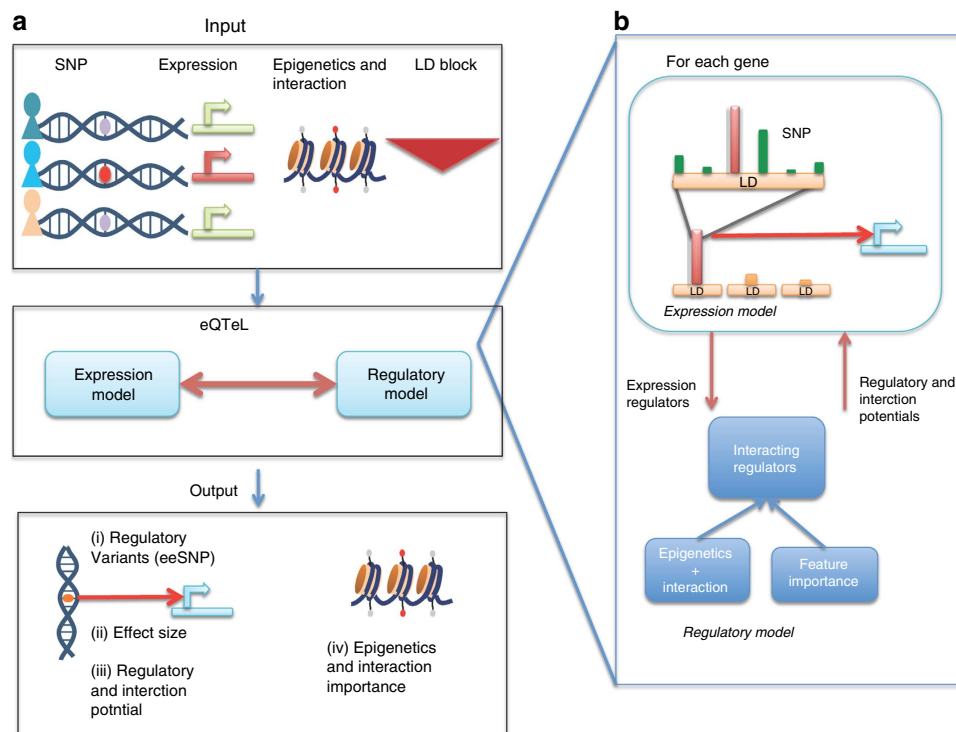 a
Input
SNP
Expression
Epigenetics and
interaction
LD block
eQTeL
Expression
model
Regulatory
model
Output
(i) Regulatory
Variants (eeSNP)
(ii) Effect size
(iii) Regulatory
and interction
potntial
(iv) Epigenetics
and interaction
importance
b
For each gene
SNP
LD
LD
LD
LD
Expression model
Expression
regulators
Regulatory and
interction
potentials
Interacting
regulators
Epigenetics
+
interaction
Feature
importance
Regulatory model